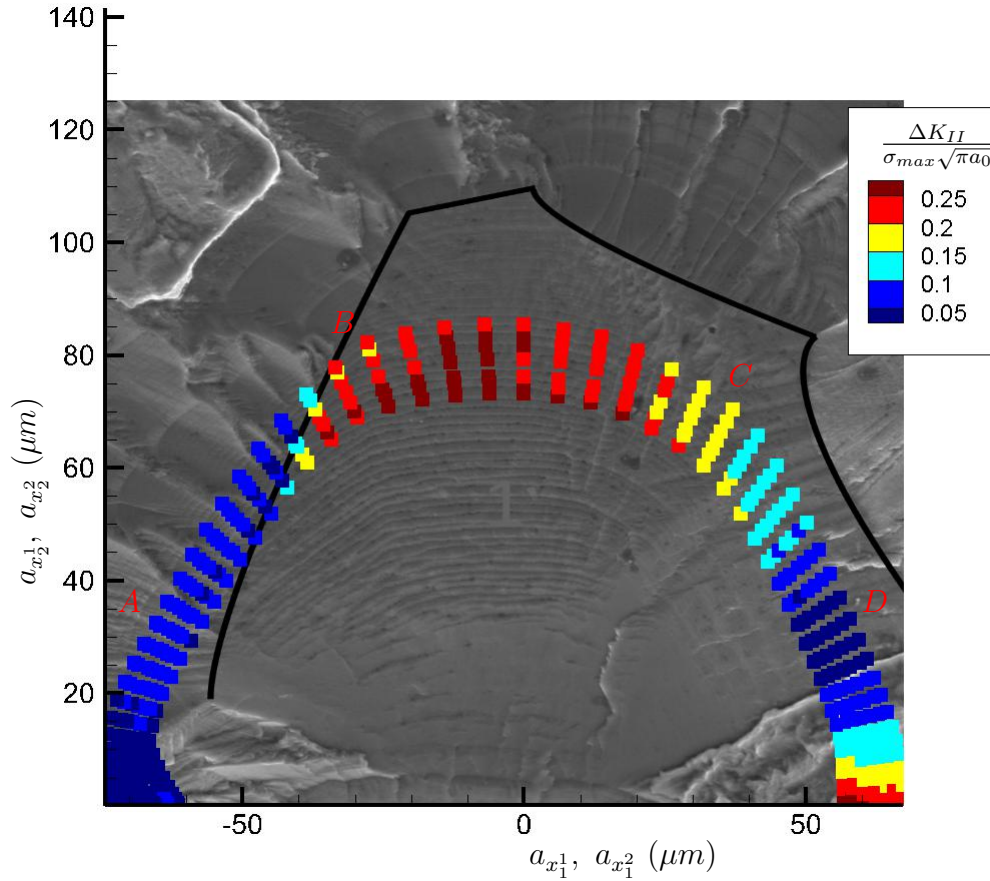 140
120
100
80
60
40
20
-50
0
50
a_{x_2^1}, a_{x_2^2} (μm)
a_{x_1^1}, a_{x_1^2} (μm)
A
B
C
D
ΔK_{II}
σ_{max}√πa_0
0.25
0.2
0.15
0.1
0.05